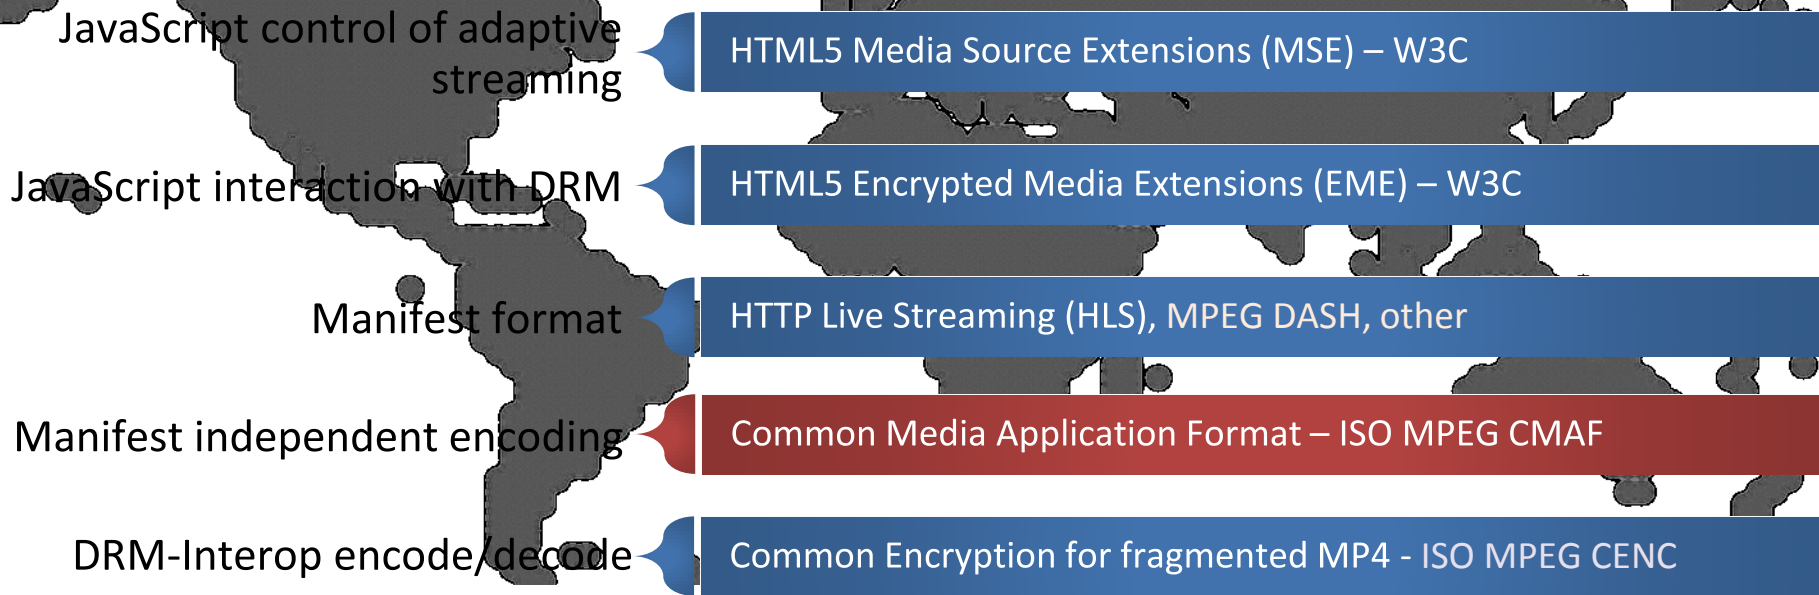 JavaScript control of adaptive
streaming
HTML5 Media Source Extensions (MSE) – W3C
JavaScript interaction with DRM
HTML5 Encrypted Media Extensions (EME) – W3C
Manifest format
HTTP Live Streaming (HLS), MPEG DASH, other
Manifest independent encoding
Common Media Application Format – ISO MPEG CMAF
DRM-Interop encode/decode
Common Encryption for fragmented MP4 - ISO MPEG CENC